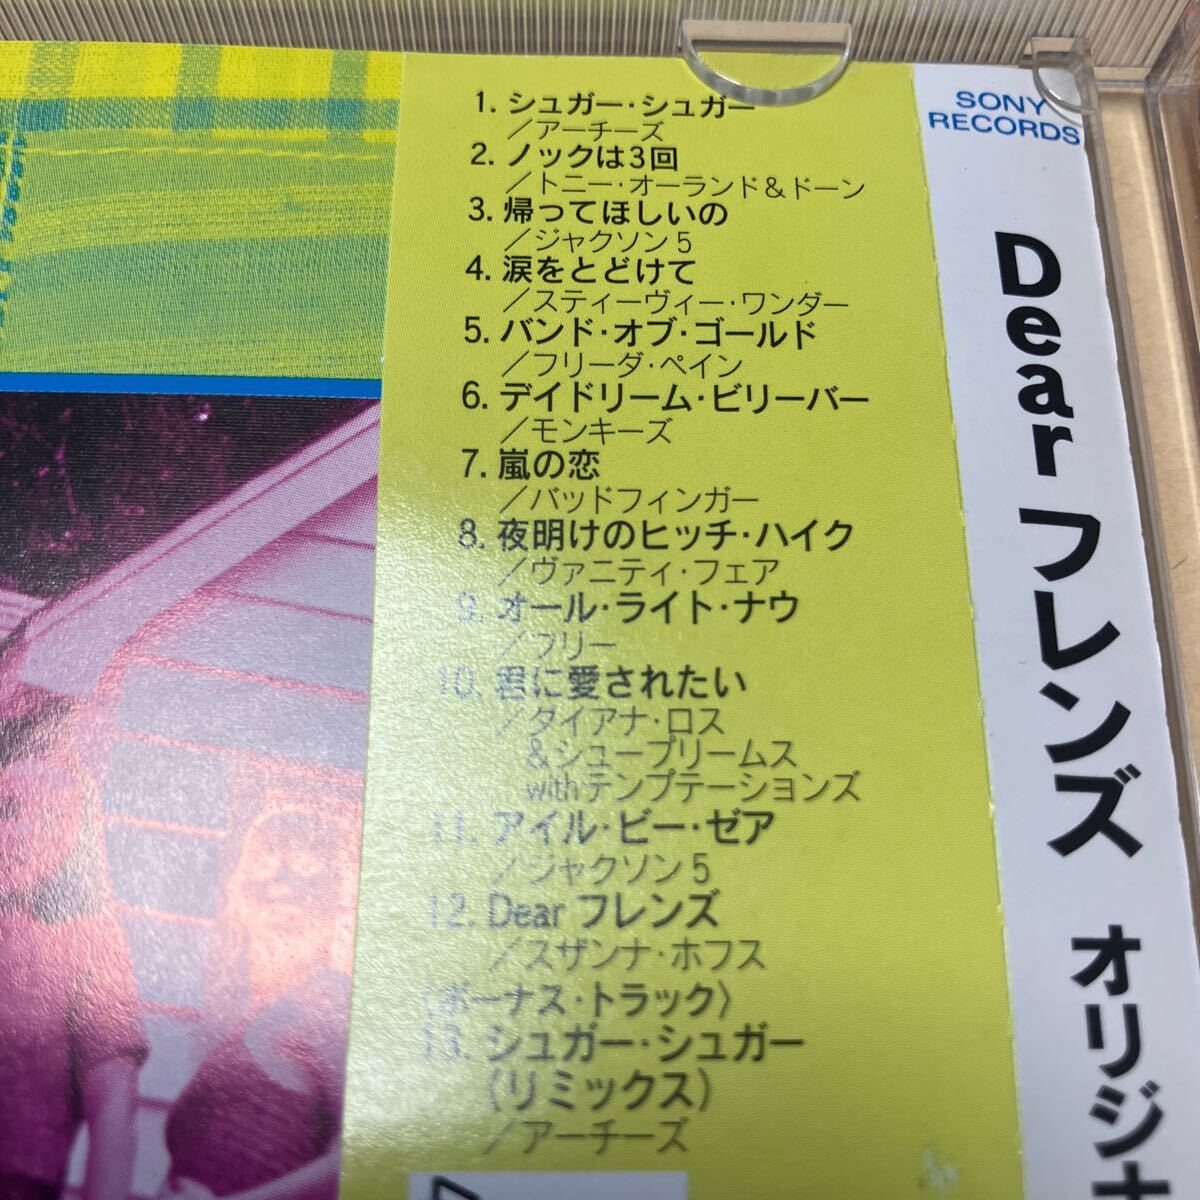 1. シュガー・シュガー
／アーチーズ
2. ノックは3回
／トニー・オーランド＆ドーン
3. 帰ってほしいの
／ジャクソン5
4. 涙をとどけて
／スティーヴィー・ワンダー
5. バンド・オブ・ゴールド
／フリーダ・ペイン
6. デイドリーム・ビリーバー
／モンキーズ
7. 嵐の恋
／バッドフィンガー
8. 夜明けのヒッチ・ハイク
／ヴァニティ・フェア
9. オール・ライト・ナウ
／フリー
10. 君に愛されたい
／ダイアナ・ロス
＆シュープリームス
withテンプテーションズ
11. アイル・ビー・ゼア
／ジャクソン5
12. Dear フレンズ
／スザンナ・ホフス
〈ボーナス・トラック〉
13. シュガー・シュガー
(リミックス)
／アーチーズ
SONY
RECORDS
Dear フレンズ オリジナ